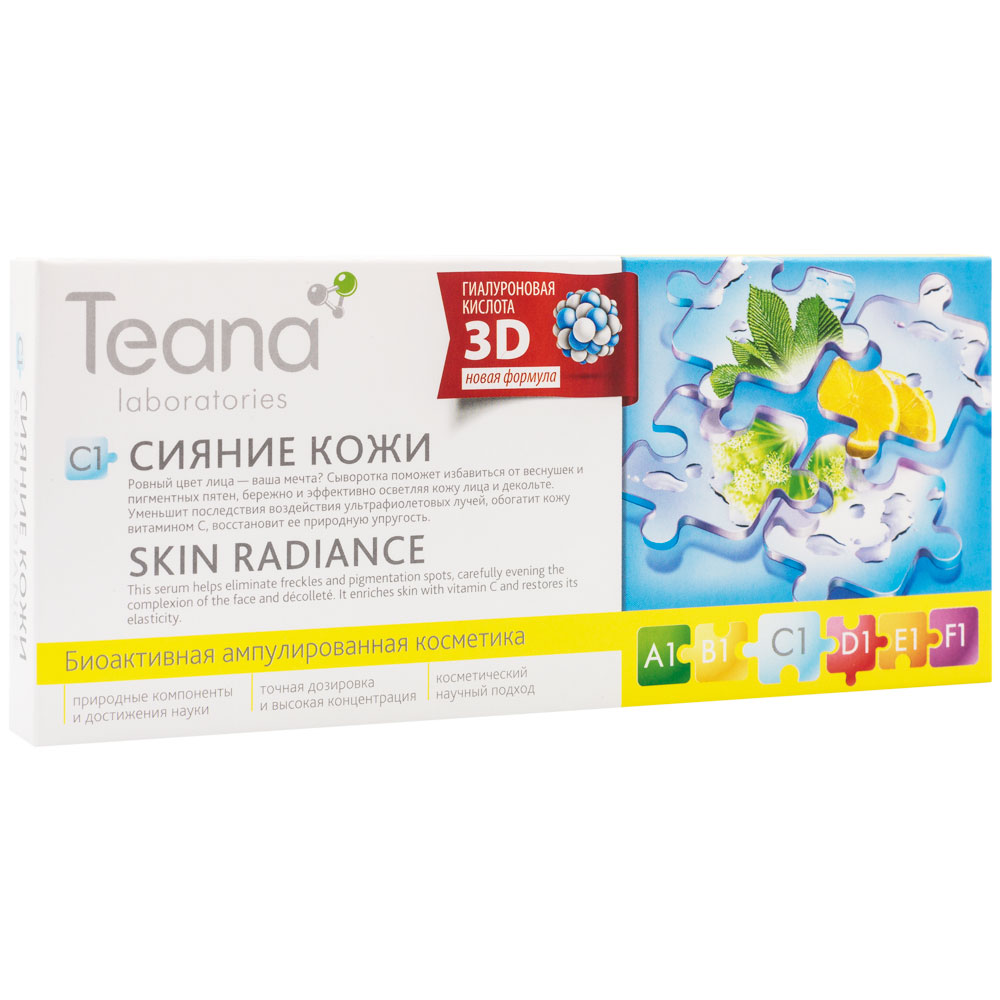 Teana
laboratories
ГИАЛУРОНОВАЯ
КИСЛОТА
3D
новая формула
C1
СИЯНИЕ КОЖИ
Ровный цвет лица — ваша мечта? Сыворотка поможет избавиться от веснушек и
пигментных пятен, бережно и эффективно осветляя кожу лица и декольте.
Уменьшит последствия воздействия ультрафиолетовых лучей, обогатит кожу
витамином С, восстановит ее природную упругость.
SKIN RADIANCE
This serum helps eliminate freckles and pigmentation spots, carefully evening the
complexion of the face and décolleté. It enriches skin with vitamin C and restores its
elasticity.
Биоактивная ампулированная косметика
природные компоненты
и достижения науки
точная дозировка
и высокая концентрация
косметический
научный подход
A1 B1 C1 D1 E1 F1
C1
СИЯНИЕ КОЖИ
SKIN RADIANCE